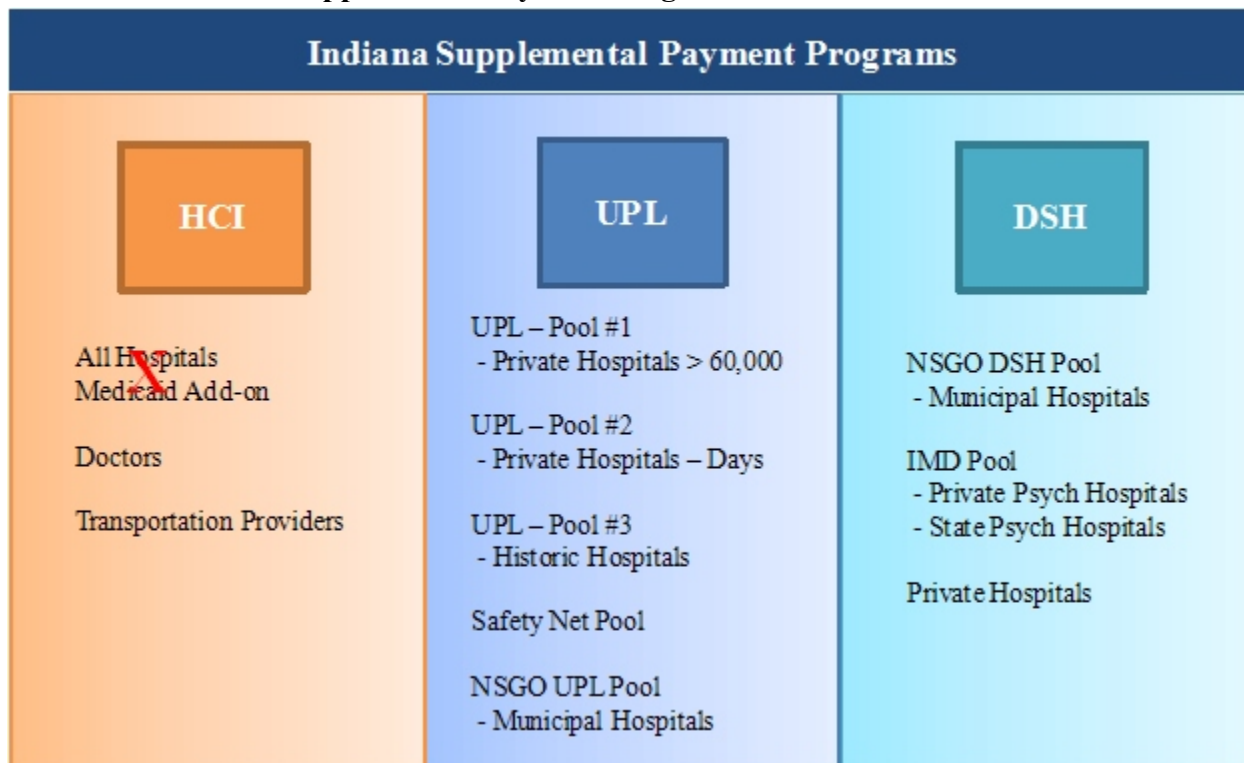 Indiana Supplemental Payment Programs
HCI
All Hospitals
X
Medicaid Add-on
Doctors
Transportation Providers
UPL
UPL – Pool #1
- Private Hospitals > 60,000
UPL – Pool #2
- Private Hospitals – Days
UPL – Pool #3
- Historic Hospitals
Safety Net Pool
NSGO UPL Pool
- Municipal Hospitals
DSH
NSGO DSH Pool
- Municipal Hospitals
IMD Pool
- Private Psych Hospitals
- State Psych Hospitals
Private Hospitals